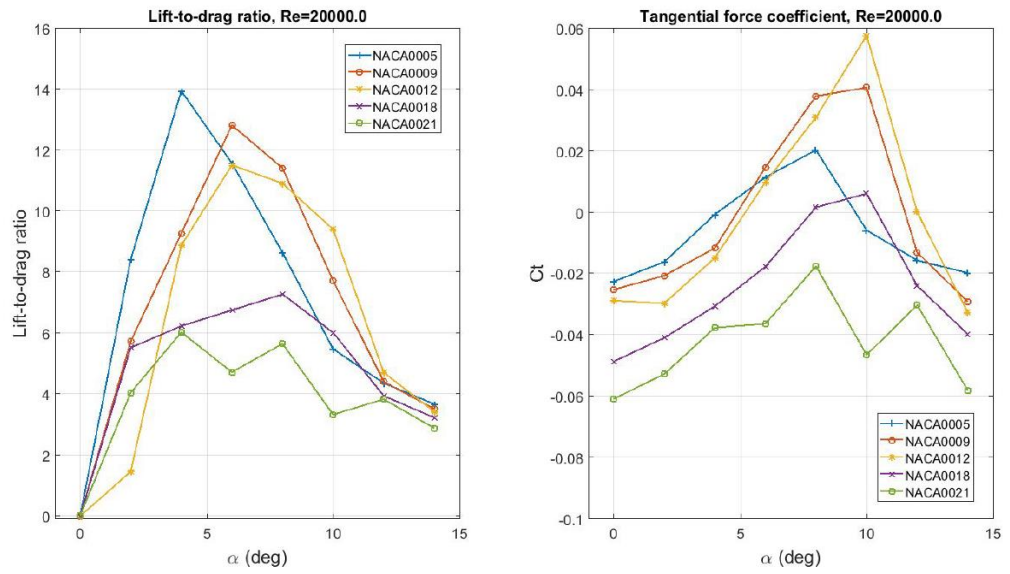 Lift-to-drag ratio, Re=20000.0
16
14
12
10
8
6
4
2
0
Lift-to-drag ratio
0
5
10
15
α (deg)
NACA0005
NACA0009
NACA0012
NACA0018
NACA0021
Tangential force coefficient, Re=20000.0
0.06
0.04
0.02
0
-0.02
-0.04
-0.06
-0.08
-0.1
Ct
0
5
10
15
α (deg)
NACA0005
NACA0009
NACA0012
NACA0018
NACA0021